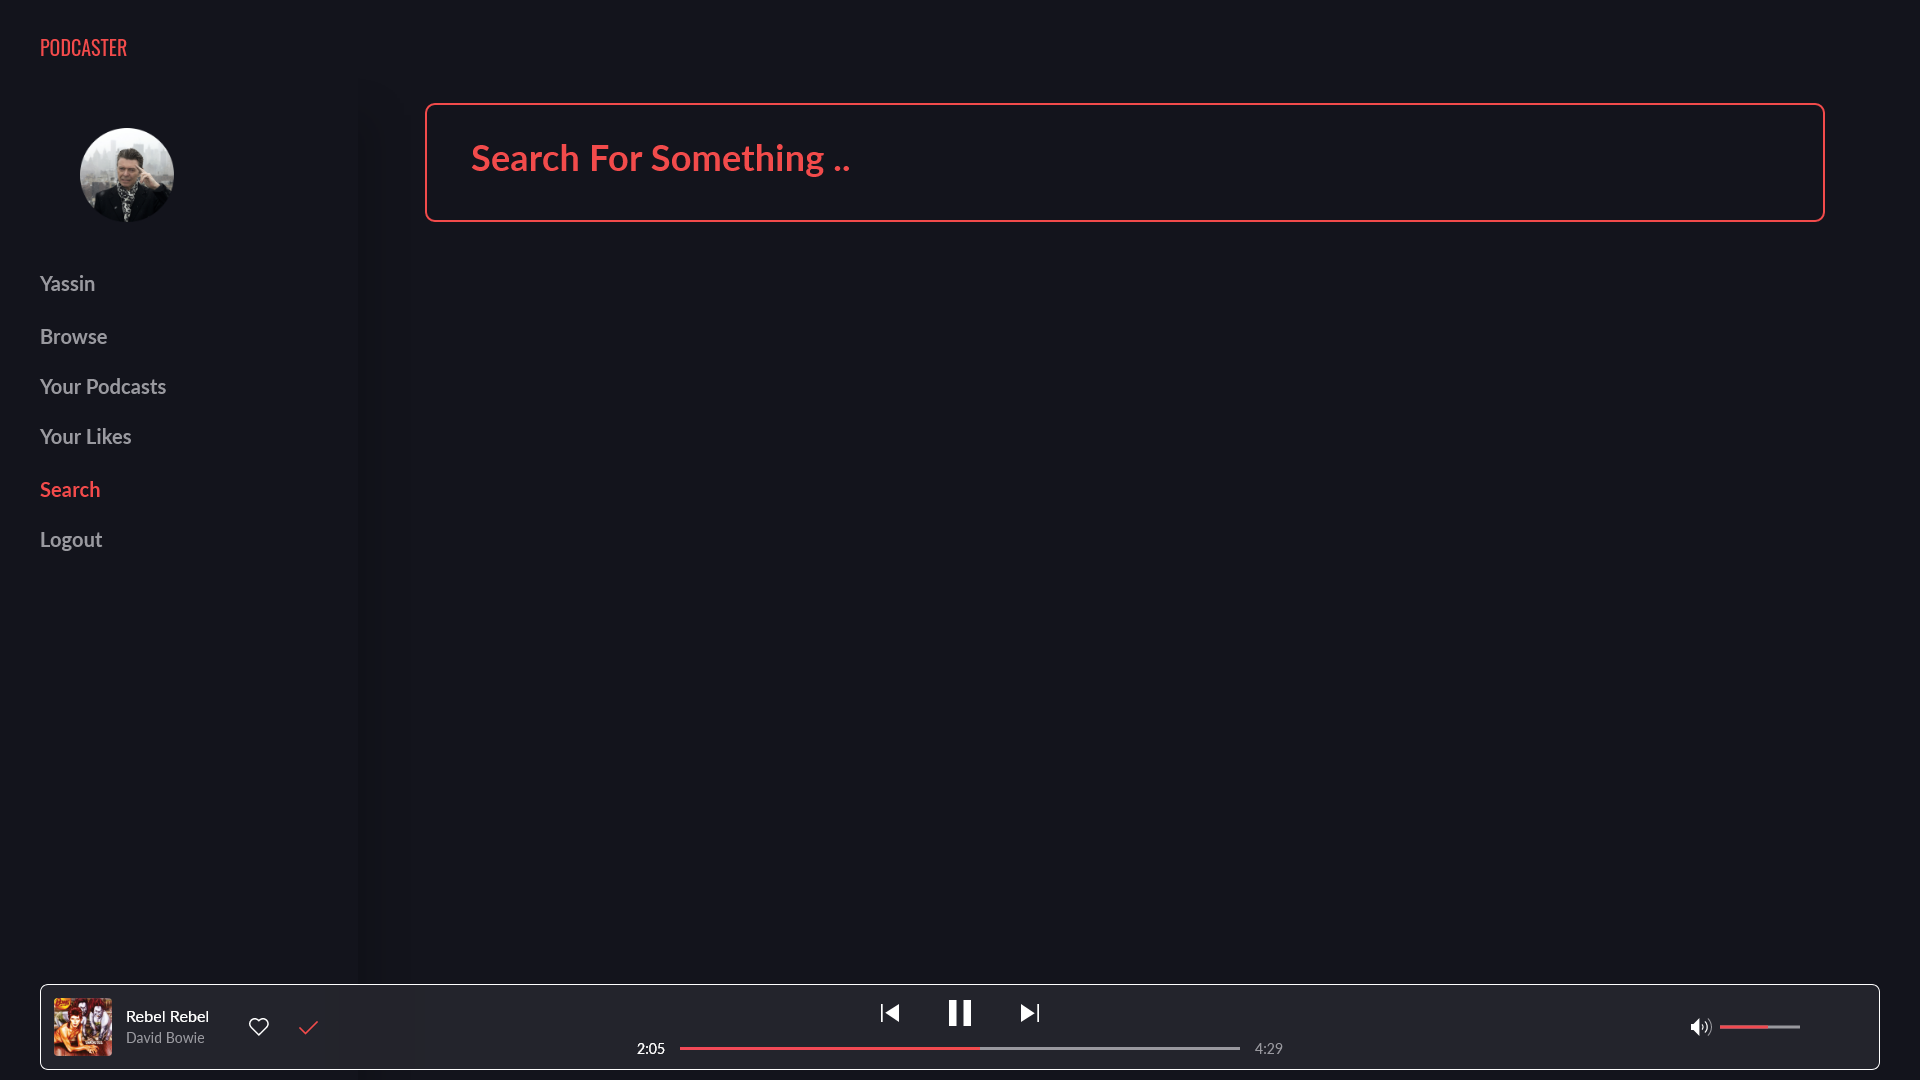 PODCASTER
Search For Something ..
Yassin
Browse
Your Podcasts
Your Likes
Search
Logout
Rebel Rebel
David Bowie
2:05
4:29